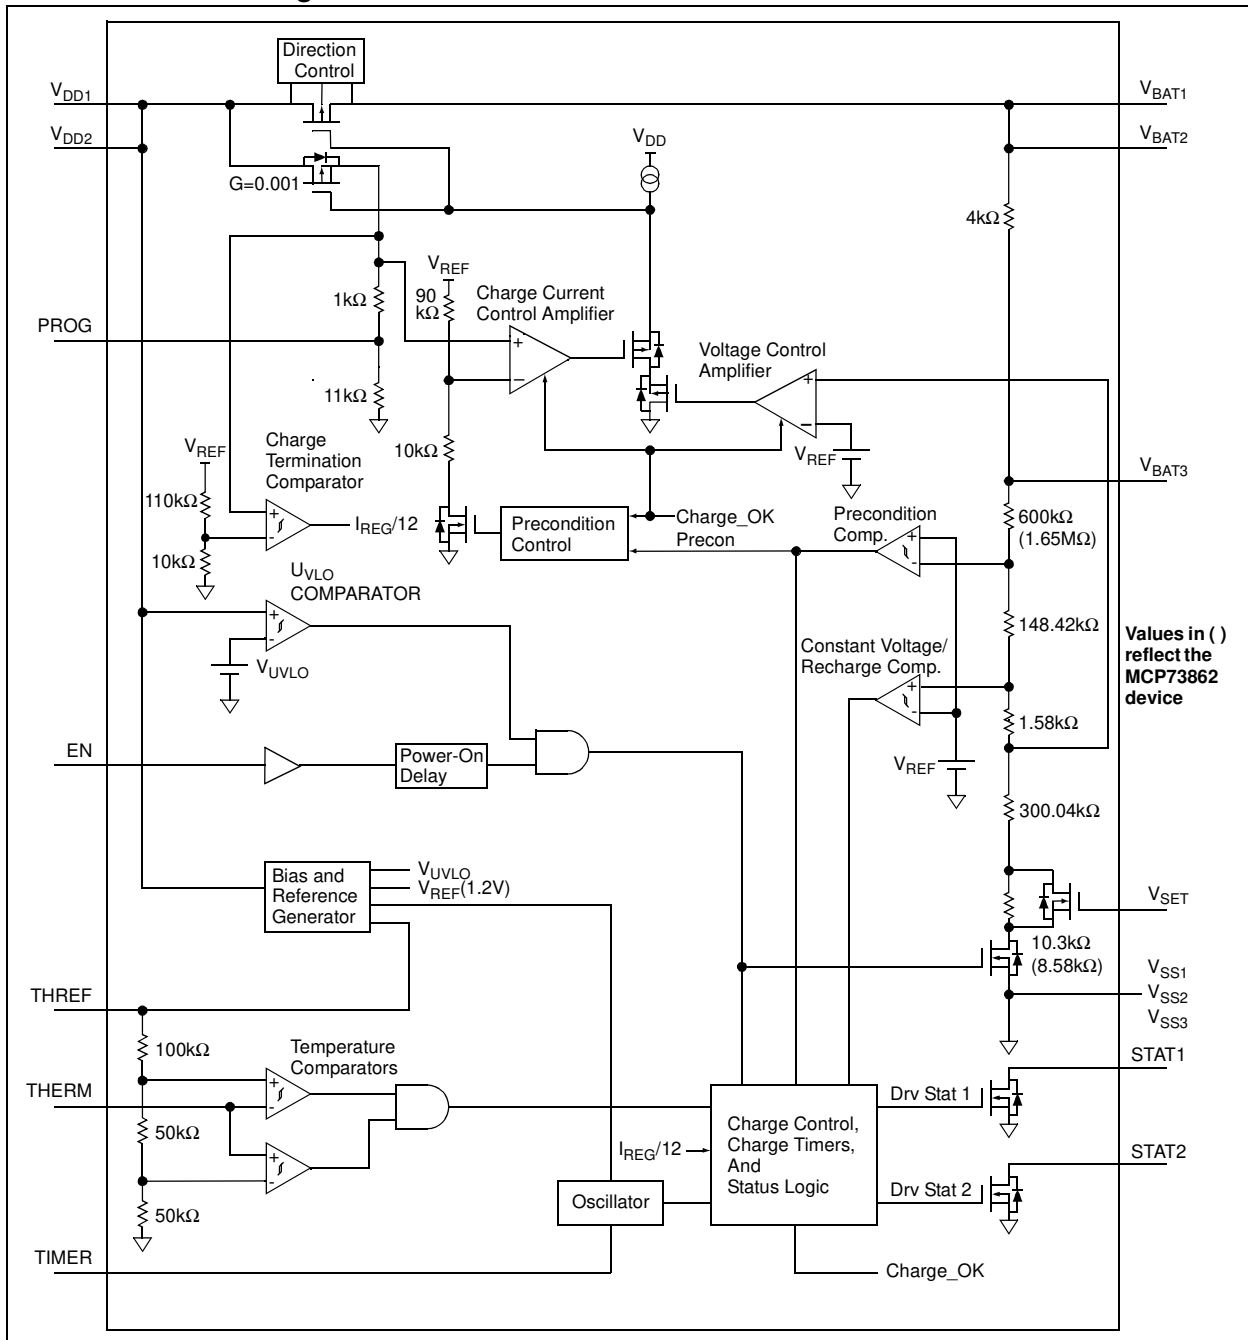 Direction
Control
VDD1
VBAT1
VDD2
VDD
VBAT2
G=0.001
4kΩ
VREF
1kΩ
90
kΩ
Charge Current
Control Amplifier
PROG
+
−
Voltage Control
Amplifier
+
−
11kΩ
VREF
Charge
Termination
Comparator
10kΩ
VREF
VBAT3
110kΩ
+
-
IREG/12
Precondition
Control
Charge_OK
Precon
Precondition
Comp.
+
-
600kΩ
(1.65MΩ)
10kΩ
UVLO
COMPARATOR
+
-
148.42kΩ
Values in ( )
reflect the
MCP73862
device
VUVLO
Constant Voltage/
Recharge Comp.
+
-
1.58kΩ
EN
Power-On
Delay
VREF
300.04kΩ
Bias and
Reference
Generator
VUVLO
VREF(1.2V)
VSET
10.3kΩ
(8.58kΩ)
VSS1
VSS2
VSS3
THREF
100kΩ
Temperature
Comparators
STAT1
+
-
THERM
Drv Stat 1
50kΩ
+
-
IREG/12
Charge Control,
Charge Timers,
And
Status Logic
STAT2
Drv Stat 2
50kΩ
Oscillator
TIMER
Charge_OK